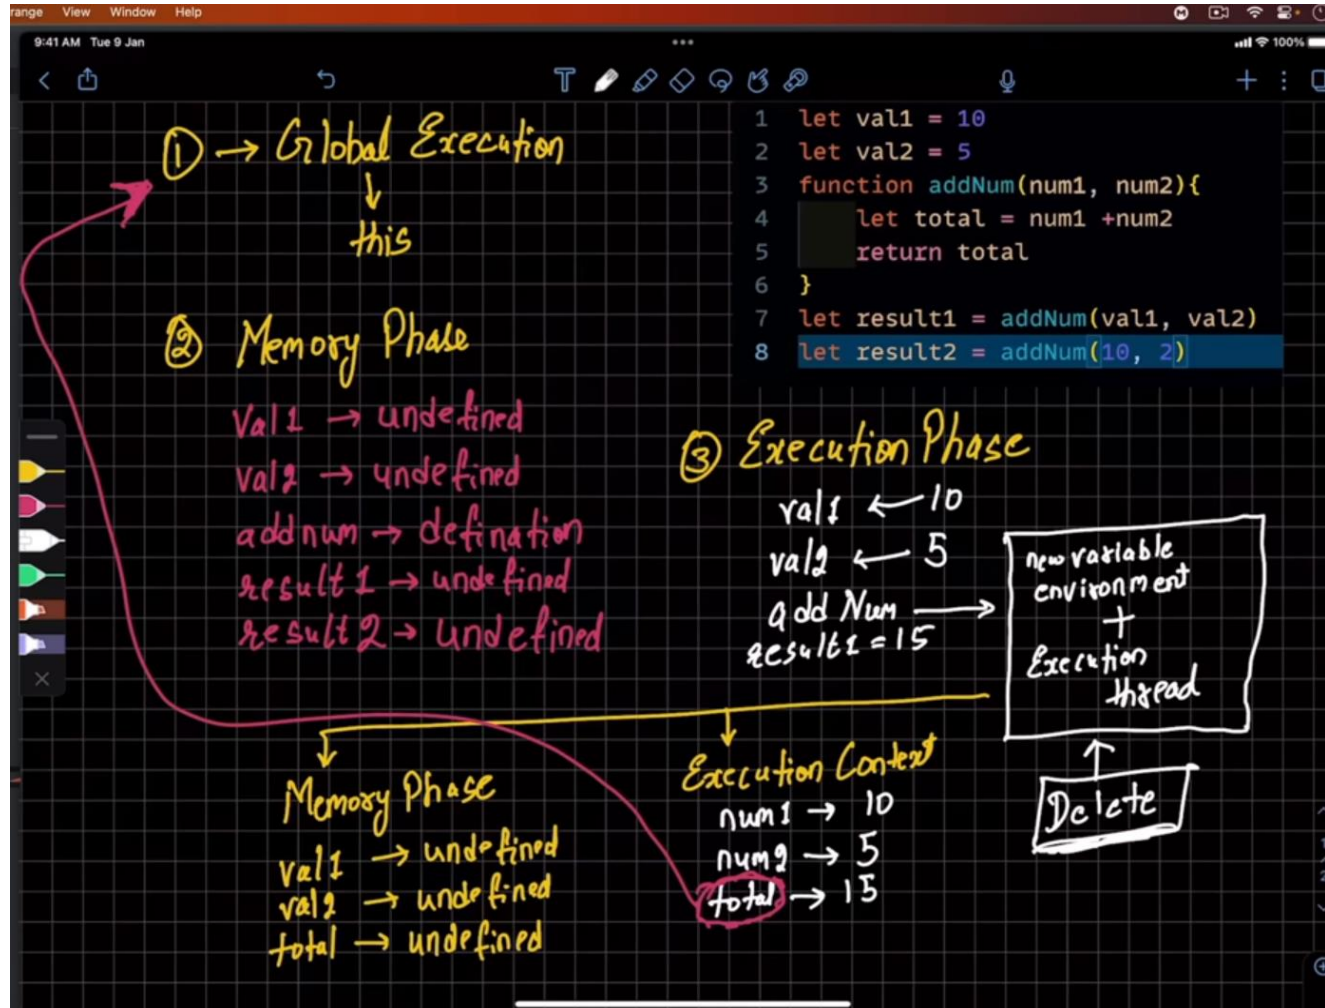 range View Window Help
9:41 AM Tue 9 Jan
100%
1 let val1 = 10
2 let val2 = 5
3 function addNum(num1, num2){
4 let total = num1 +num2
5 return total
6 }
7 let result1 = addNum(val1, val2)
8 let result2 = addNum(10, 2)
① → Global Execution
↓
this
② Memory Phase
Val1 → undefined
val2 → undefined
addnum → defination
result1 → undefined
result2 → undefined
③ Execution Phase
val1 ← 10
val2 ← 5
add Num →
result1 = 15
new variable
environment
+
Execution
thread
Delete
Memory Phase
val1 → undefined
val2 → undefined
total → undefined
Execution Context
num1 → 10
num2 → 5
total → 15